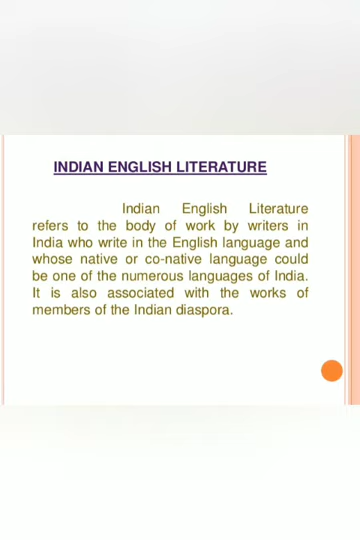 INDIAN ENGLISH LITERATURE
Indian English Literature
refers to the body of work by writers in
India who write in the English language and
whose native or co-native language could
be one of the numerous languages of India.
It is also associated with the works of
members of the Indian diaspora.